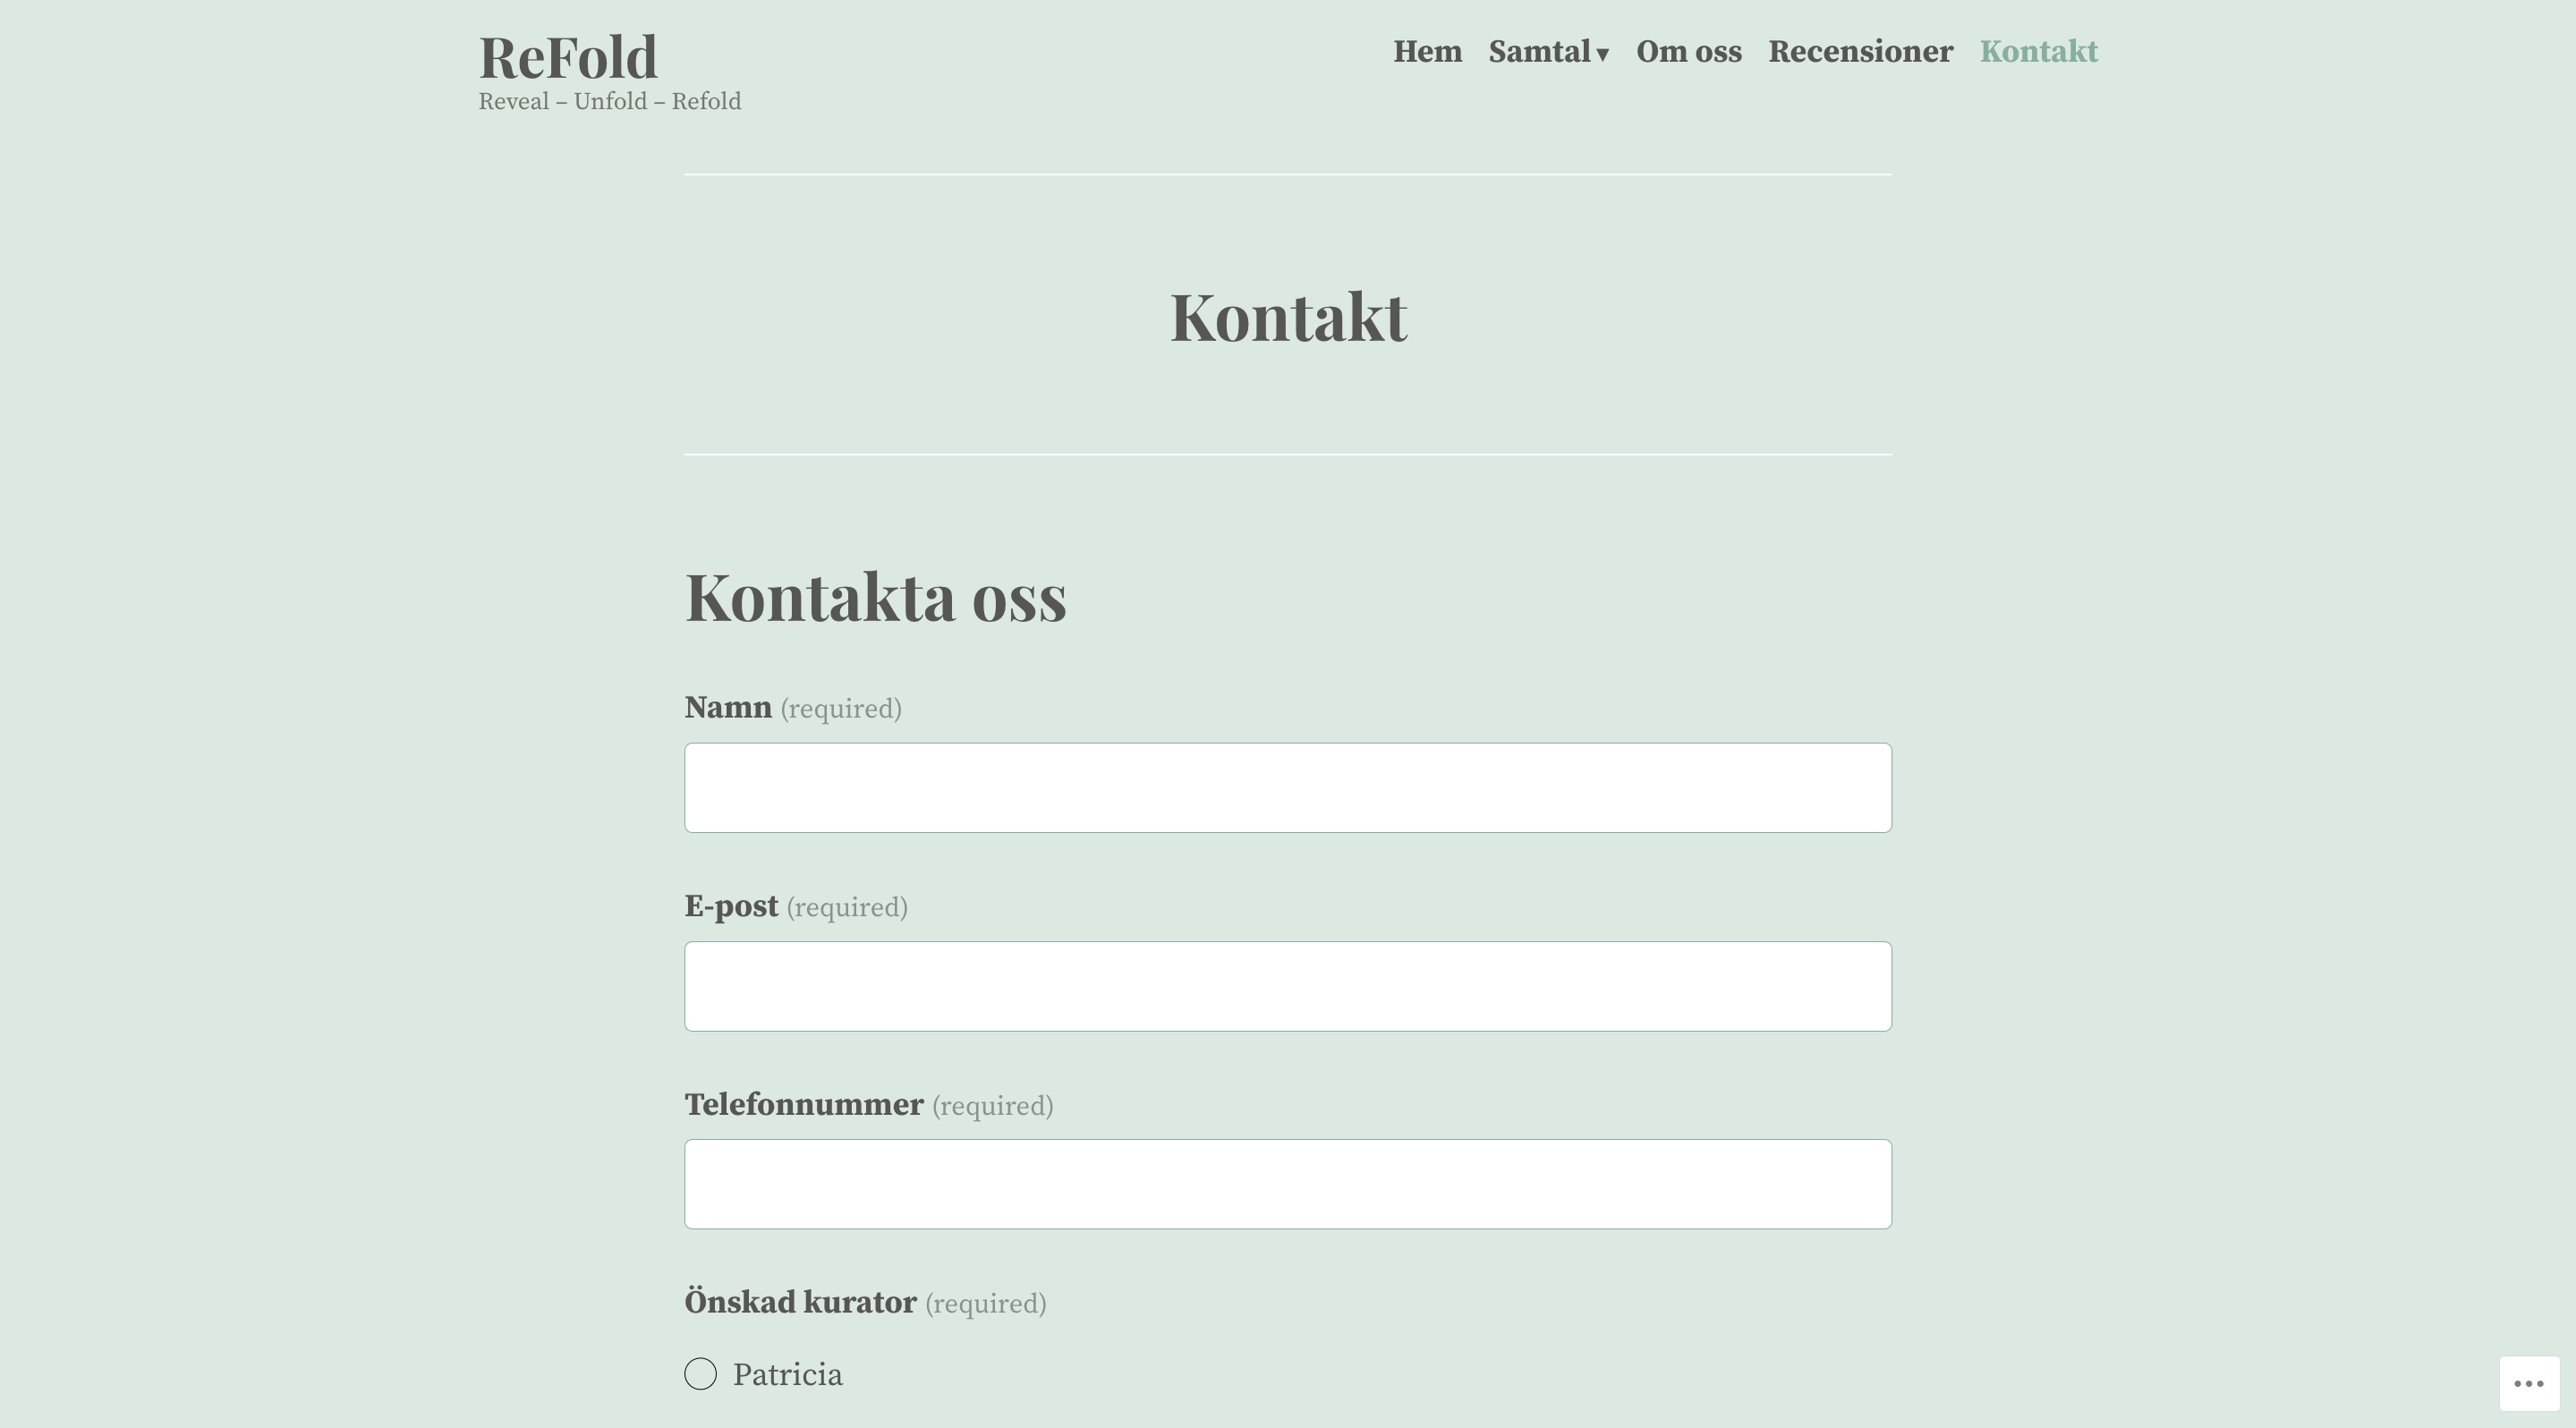 ReFold
Reveal – Unfold – Refold
Hem Samtal ▾ Om oss Recensioner Kontakt
Kontakt
Kontakta oss
Namn (required)
E-post (required)
Telefonnummer (required)
Önskad kurator (required)
Patricia